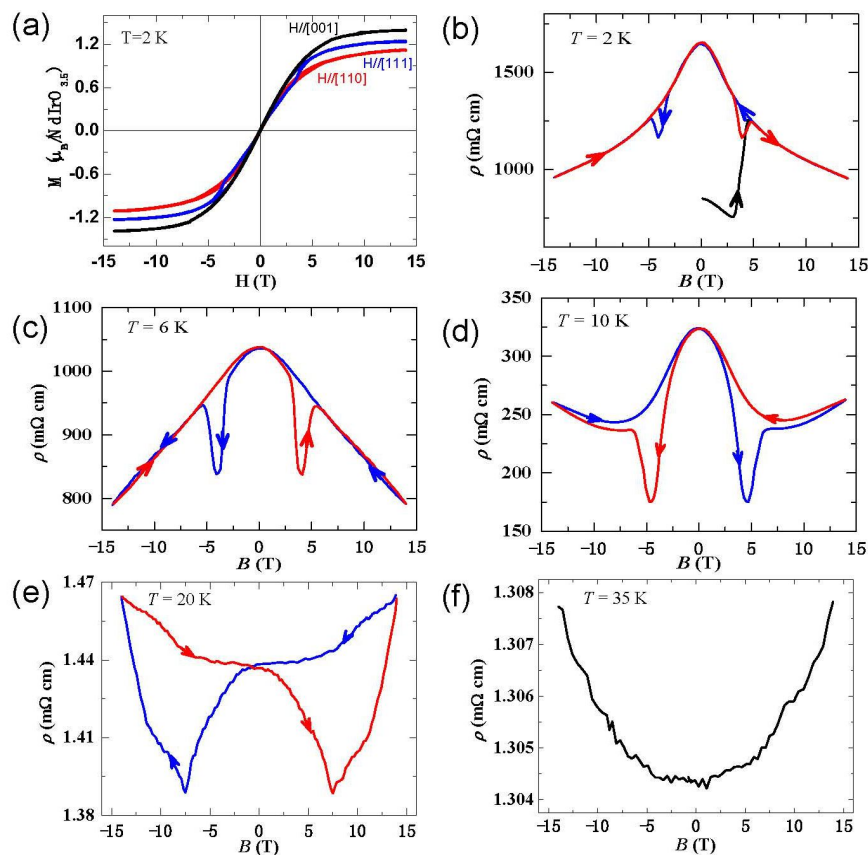 (a)
T=2 K
H//[001]
H//[111]
H//[110]
M (μB/NdIrO3.5)
1.2
0.6
0.0
-0.6
-1.2
-15 -10 -5 0 5 10 15
H (T)
(b)
T = 2 K
ρ (mΩ cm)
1500
1000
-15 -10 -5 0 5 10 15
B (T)
(c)
T = 6 K
ρ (mΩ cm)
1100
1000
900
800
-15 -10 -5 0 5 10 15
B (T)
(d)
T = 10 K
ρ (mΩ cm)
350
325
300
250
200
150
-15 -10 -5 0 5 10 15
B (T)
(e)
T = 20 K
ρ (mΩ cm)
1.47
1.44
1.41
1.38
-15 -10 -5 0 5 10 15
B (T)
(f)
T = 35 K
ρ (mΩ cm)
1.308
1.307
1.306
1.305
1.304
-15 -10 -5 0 5 10 15
B (T)